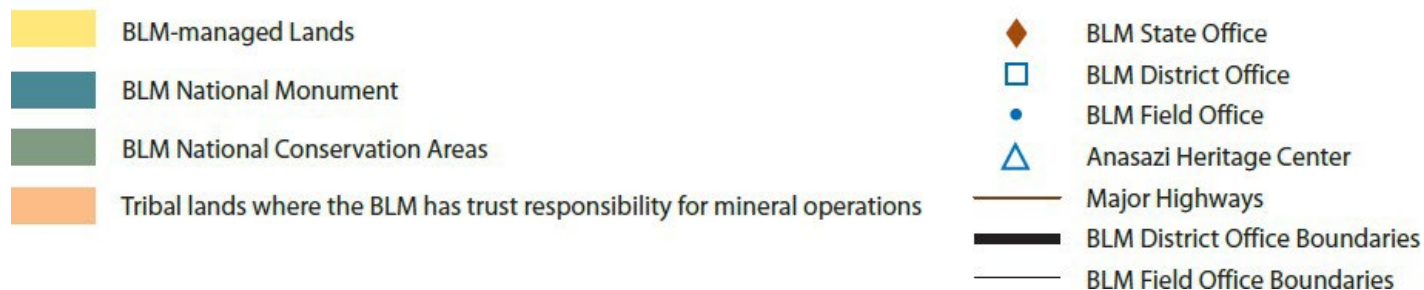 BLM-managed Lands
BLM National Monument
BLM National Conservation Areas
Tribal lands where the BLM has trust responsibility for mineral operations
BLM State Office
BLM District Office
BLM Field Office
Anasazi Heritage Center
Major Highways
BLM District Office Boundaries
BLM Field Office Boundaries